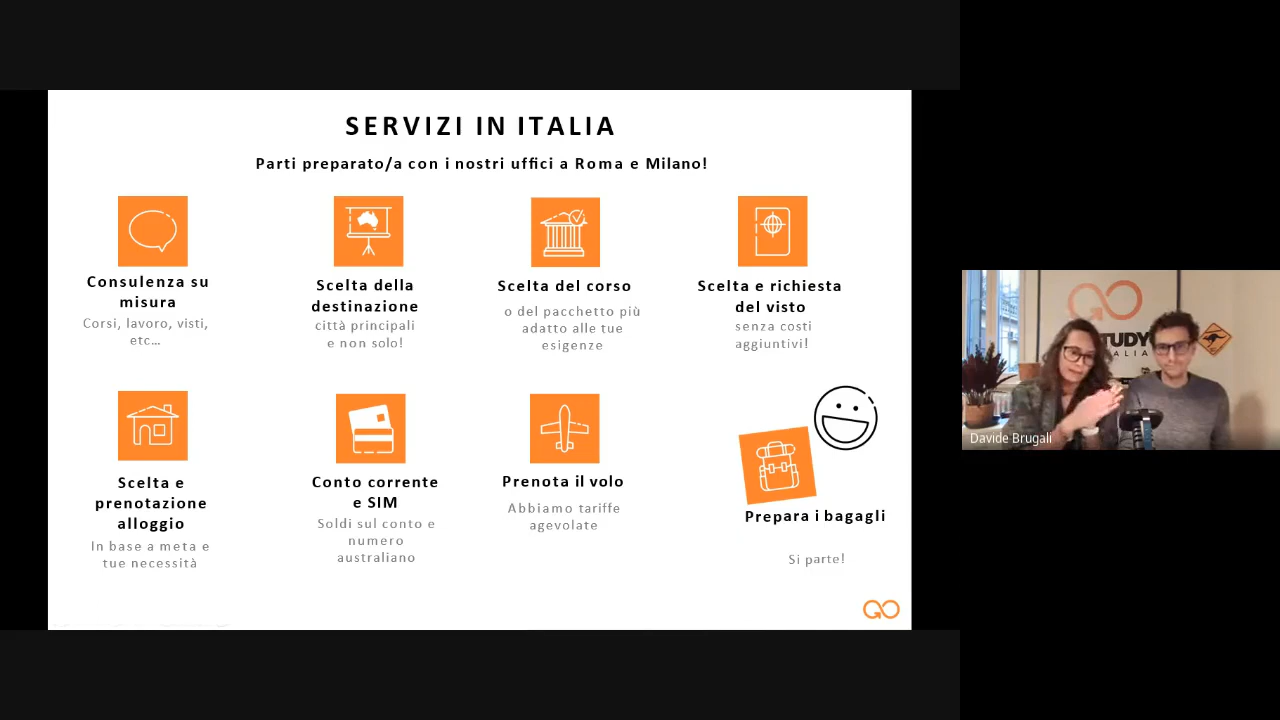 SERVIZI IN ITALIA
Parti preparato/a con i nostri uffici a Roma e Milano!
Consulenza su
misura
Corsi, lavoro, visti,
etc…
Scelta della
destinazione
città principali
e non solo!
Scelta del corso
o del pacchetto più
adatto alle tue
esigenze
Scelta e richiesta
del visto
senza costi
aggiuntivi!
Scelta e
prenotazione
alloggio
In base a meta e
tue necessità
Conto corrente
e SIM
Soldi sul conto e
numero
australiano
Prenota il volo
Abbiamo tariffe
agevolate
Prepara i bagagli
Si parte!
Davide Brugali